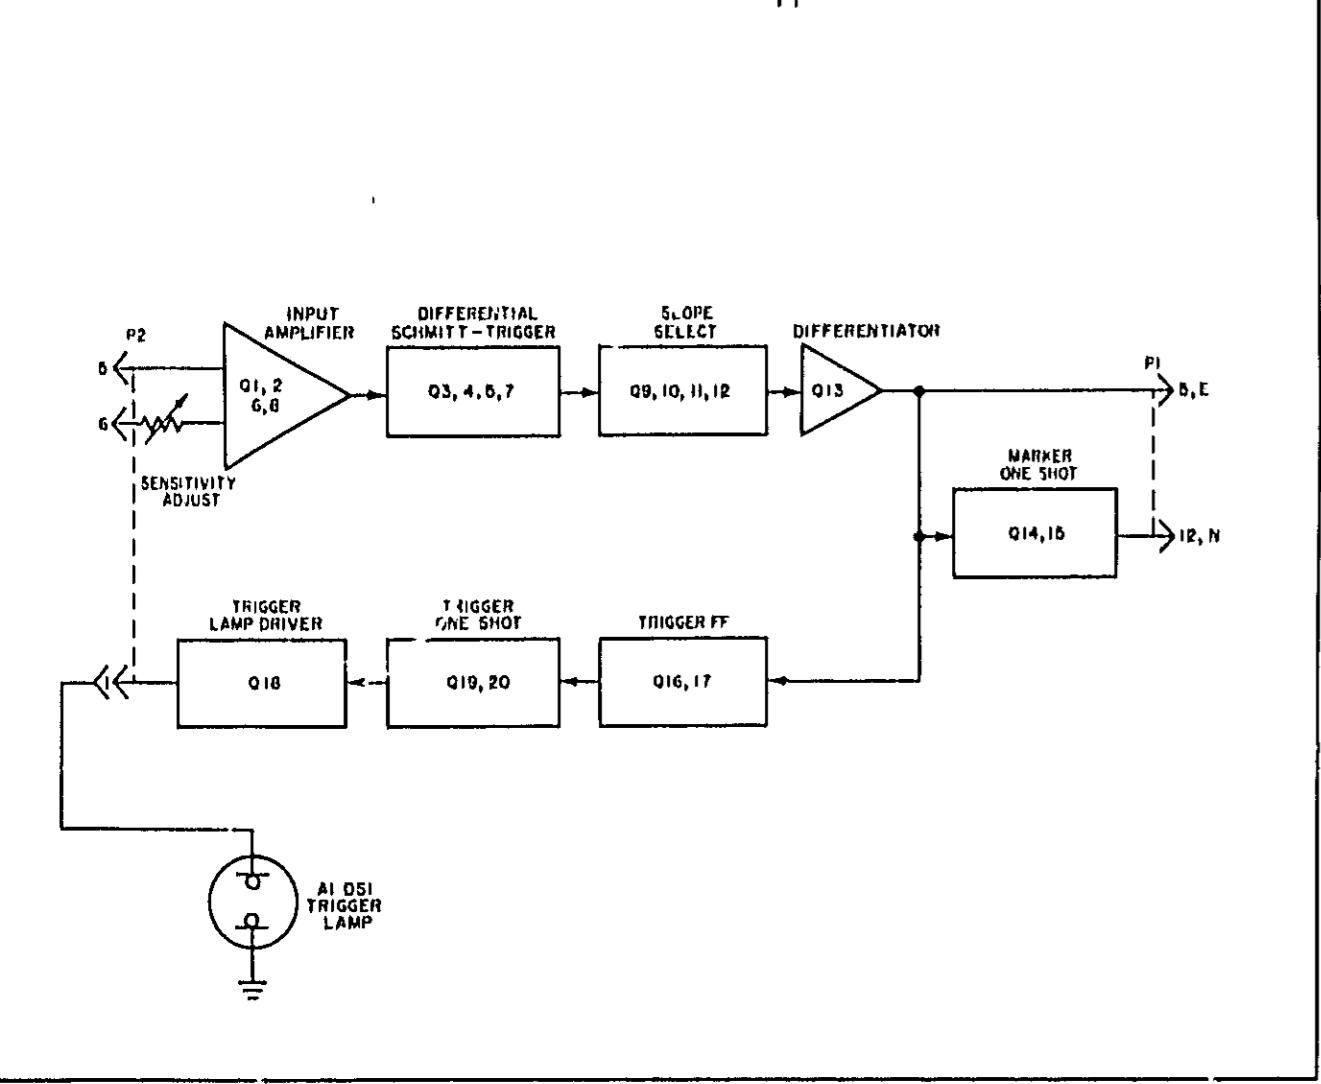 INPUT
AMPLIFIER
DIFFERENTIAL
SCHMITT-TRIGGER
SLOPE
SELECT
DIFFERENTIATOR
P2
P1
5
Q1, 2
6, 8
Q3, 4, 5, 7
Q9, 10, 11, 12
Q13
5, E
6
SENSITIVITY
ADJUST
MARKER
ONE SHOT
Q14, 15
12, N
TRIGGER
LAMP DRIVER
TRIGGER
ONE SHOT
TRIGGER FF
1
Q18
Q19, 20
Q16, 17
A1 DS1
TRIGGER
LAMP